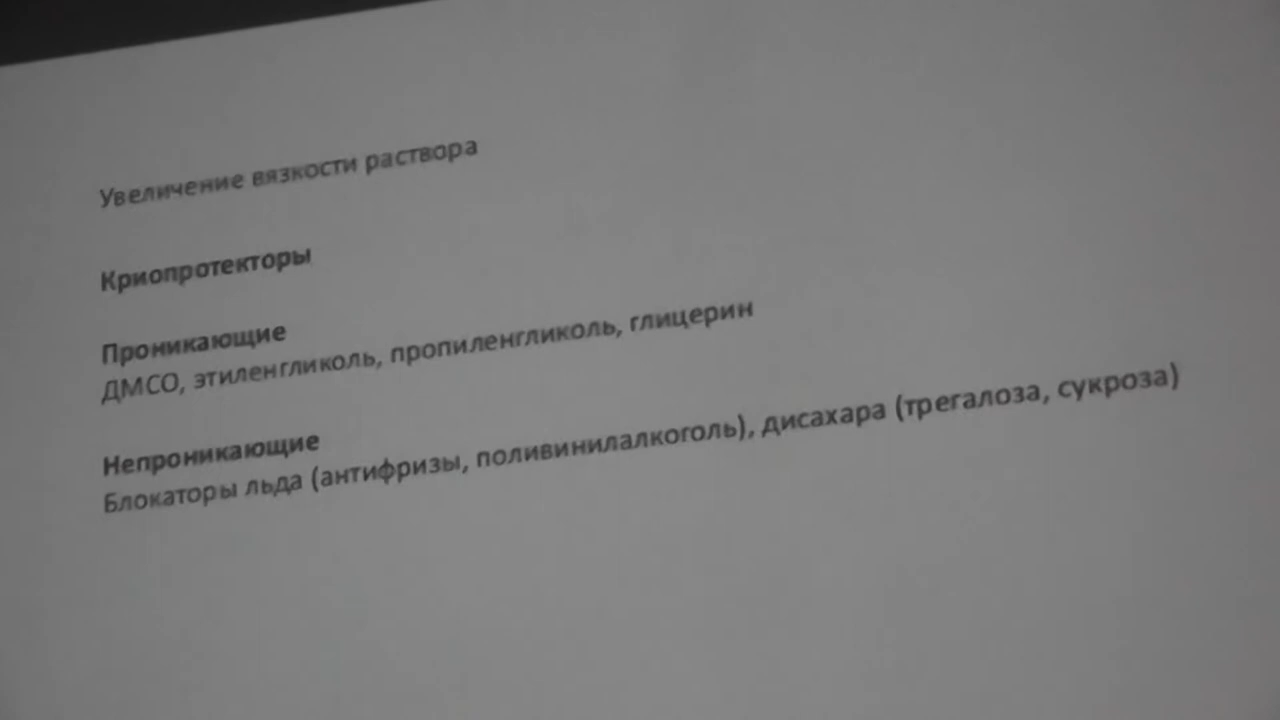 Увеличение вязкости раствора
Криопротекторы
Проникающие
ДМСО, этиленгликоль, пропиленгликоль, глицерин
Непроникающие
Блокаторы льда (антифризы, поливинилалкоголь), дисахара (трегалоза, сукроза)